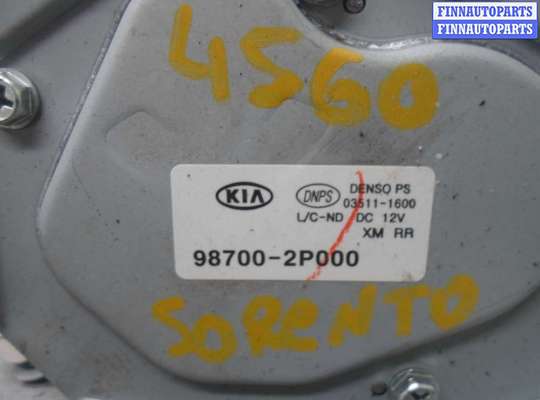 FINNAUTOPARTS
FINNAUTOPARTS
4560
KIA DNPS DENSO PS
03511-1600
L/C-ND DC 12V
XM RR
98700-2P000
SORENTO